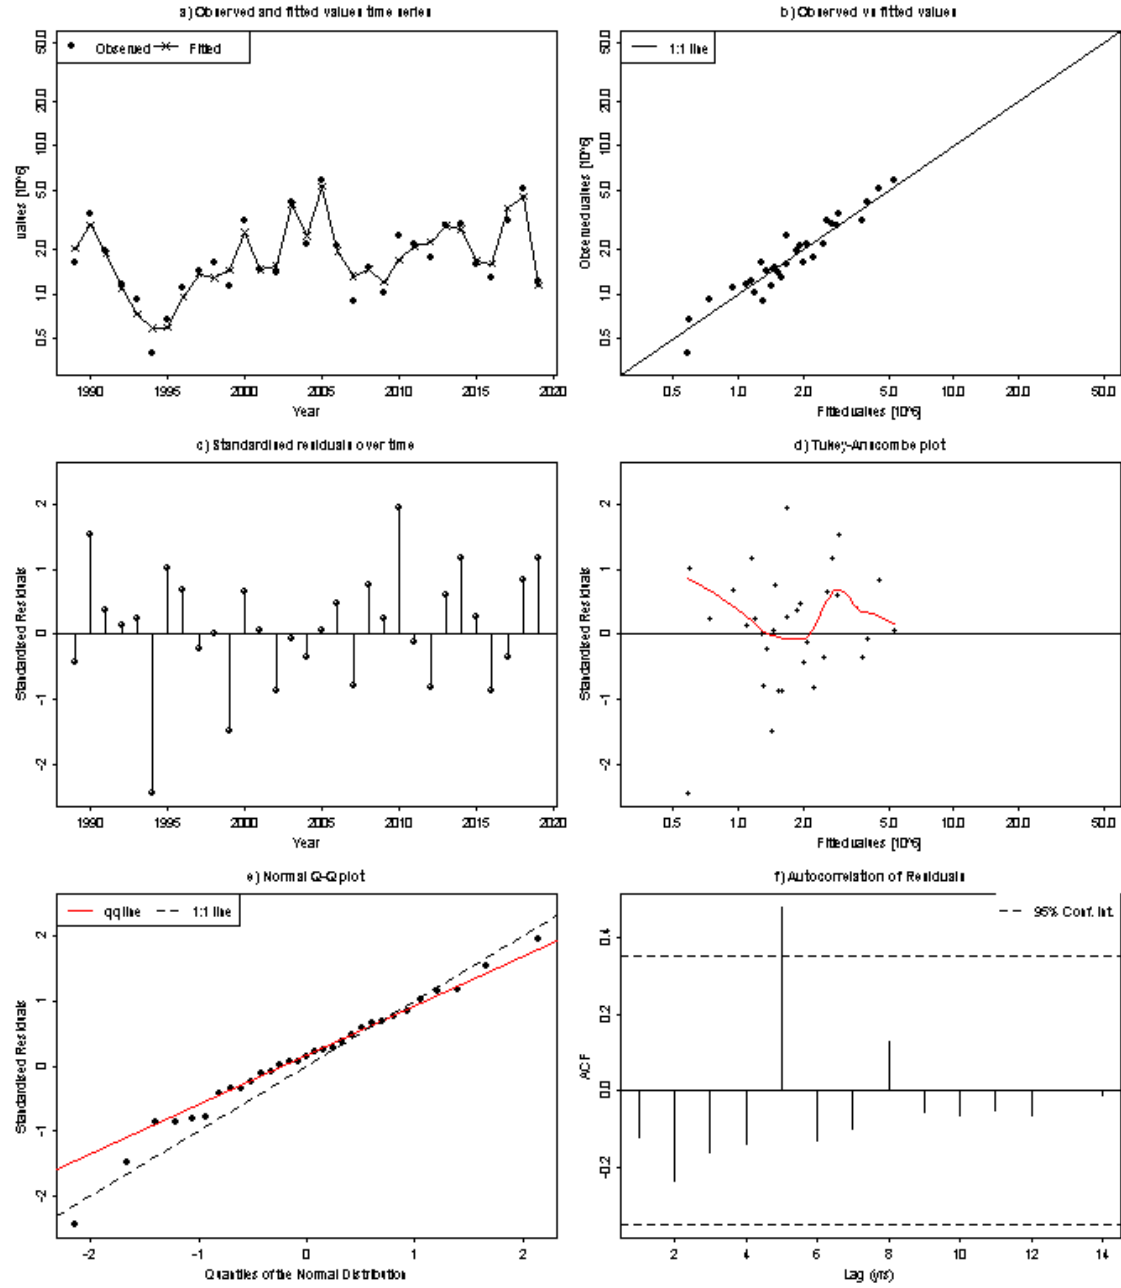 a) Observed and fitted values time series
Observed Fitted
values [10^6]
50.0
20.0
10.0
5.0
2.0
1.0
0.5
1990 1995 2000 2005 2010 2015 2020
Year
b) Observed vs fitted values
1:1 line
Observed values [10^6]
50.0
20.0
10.0
5.0
2.0
1.0
0.5
0.5 1.0 2.0 5.0 10.0 20.0 50.0
Fitted values [10^6]
c) Standardised residuals over time
Standardised Residuals
2
1
0
-1
-2
1990 1995 2000 2005 2010 2015 2020
Year
d) Tukey-Anscombe plot
Standardised Residuals
2
1
0
-1
-2
0.5 1.0 2.0 5.0 10.0 20.0 50.0
Fitted values [10^6]
e) Normal Q-Q plot
qq line 1:1 line
Standardised Residuals
2
1
0
-1
-2
-2 -1 0 1 2
Quantiles of the Normal Distribution
f) Autocorrelation of Residuals
95% Conf. Int.
ACF
0.4
0.2
0.0
-0.2
2 4 6 8 10 12 14
Lag (yrs)